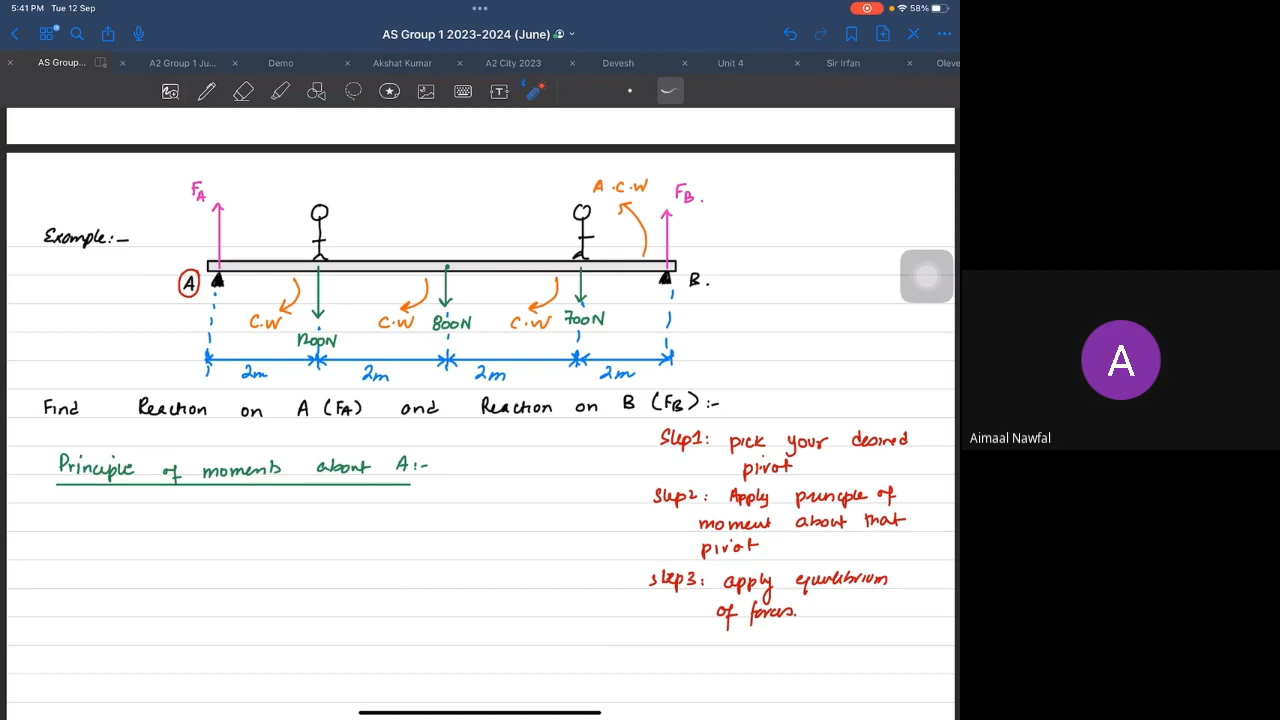 5:41 PM Tue 12 Sep
58%
AS Group 1 2023-2024 (June)
AS Group...
A2 Group 1 Ju...
Demo
Akshat Kumar
A2 City 2023
Devesh
Unit 4
Sir Irfan
Oleve
FA
A.C.W
FB.
Example:-
A
B.
C.W
C.W
C.W
1200N
800N
700N
2m
2m
2m
2m
Find Reaction on A (FA) and Reaction on B (FB):-
Principle of moments about A:-
Step1: pick your desired
pivot
Step2: Apply principle of
moment about that
pivot
Step3: apply equilibrium
of forces.
A
Aimaal Nawfal